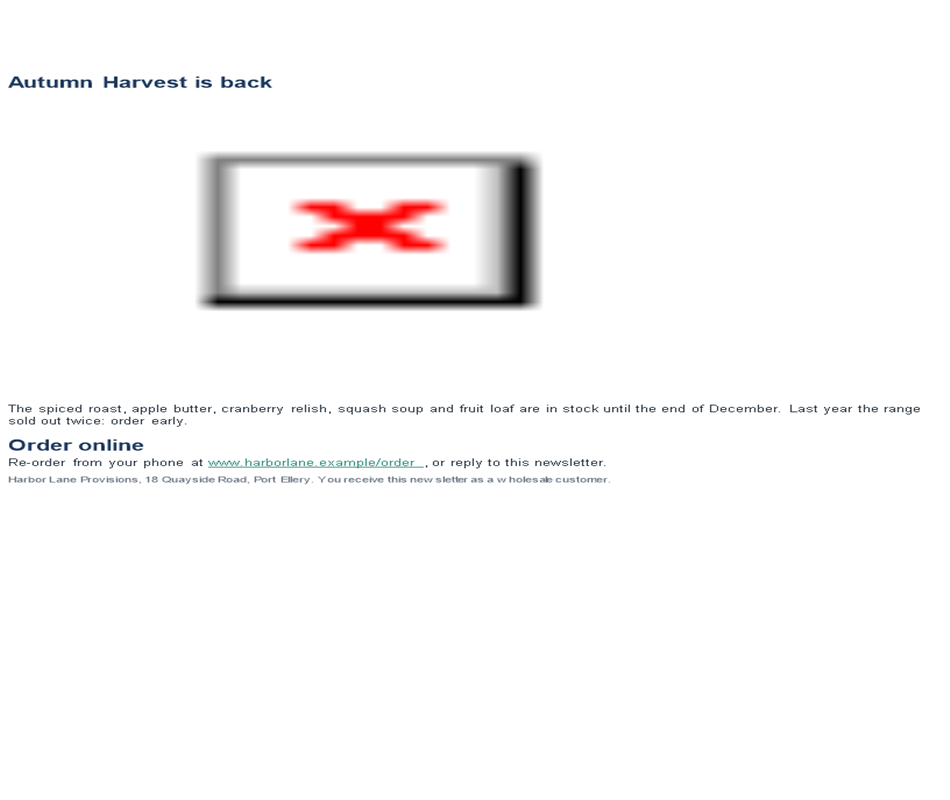 Autumn Harvest is back
The spiced roast, apple butter, cranberry relish, squash soup and fruit loaf are in stock until the end of December. Last year the range
sold out twice: order early.
Order online
Re-order from your phone at www.harborlane.example/order , or reply to this newsletter.
Harbor Lane Provisions, 18 Quayside Road, Port Ellery. You receive this newsletter as a wholesale customer.